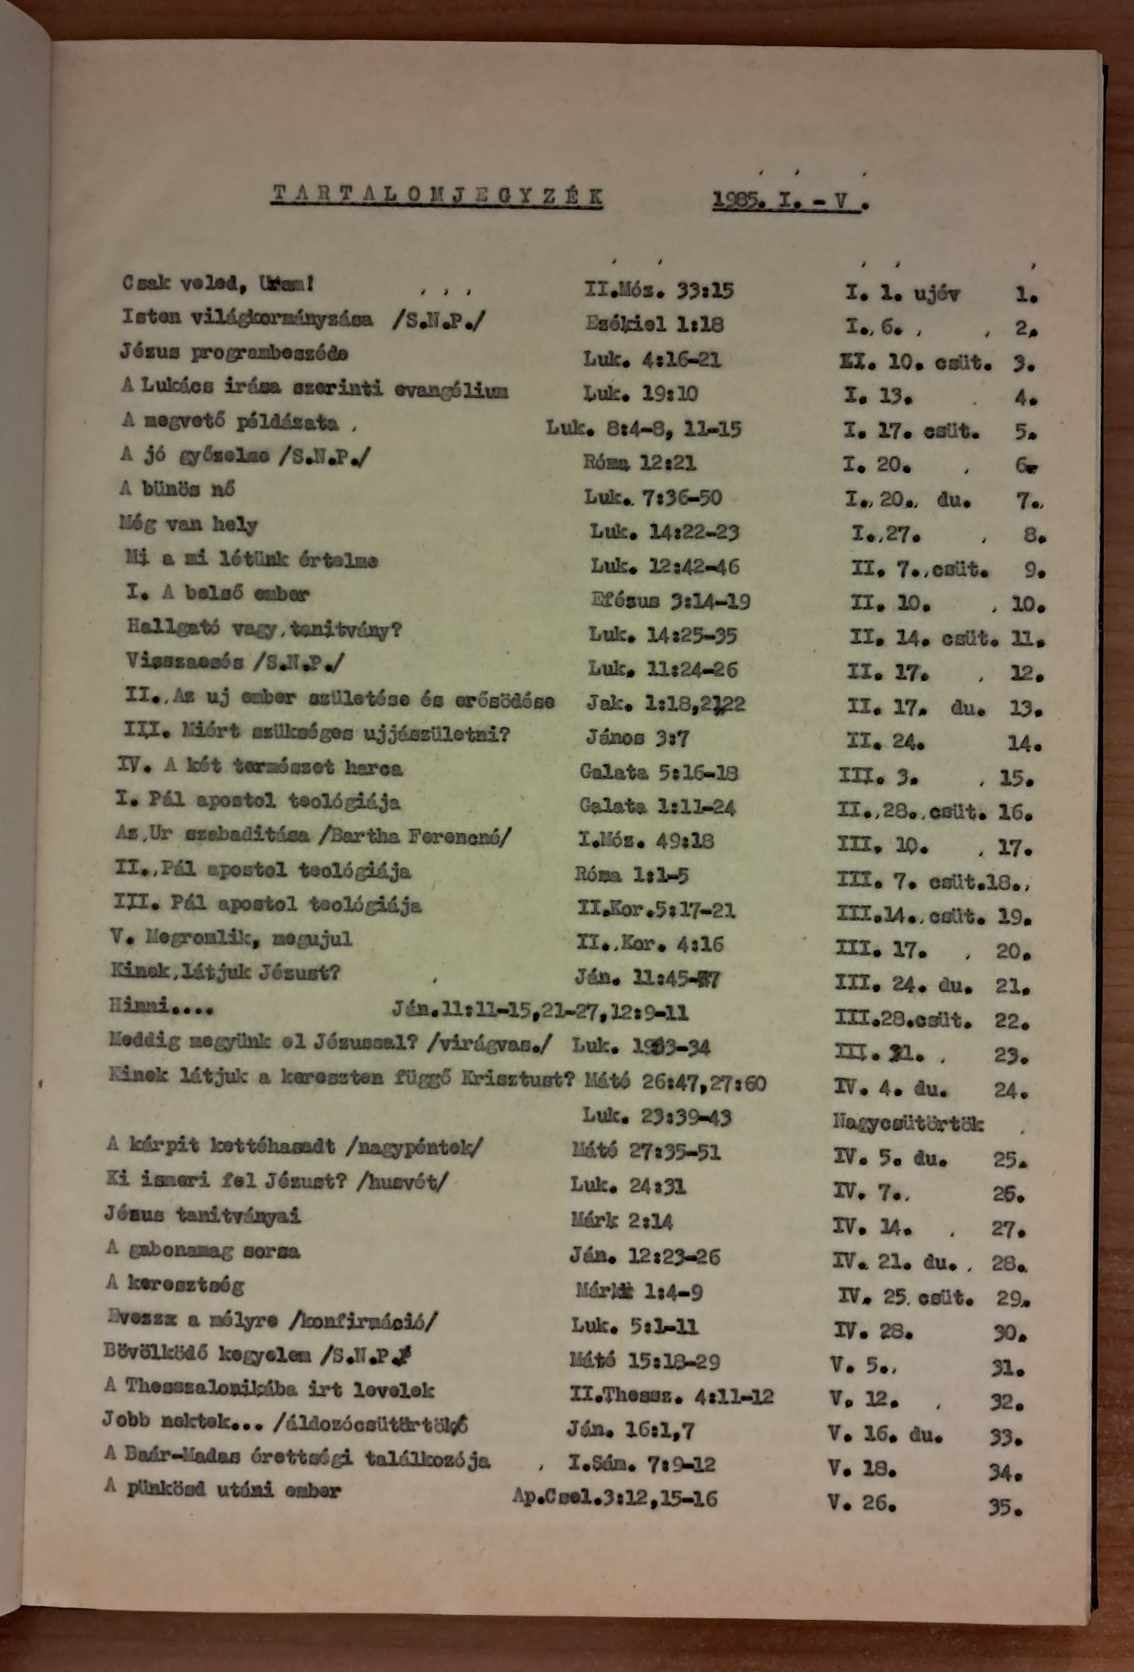 TARTALOMJEGYZÉK 1985. I. - V.
Csak veled, Uram! II.Móz. 33:15 I. 1. ujév 1.
Isten világkormányzása /S.N.P./ Ezékiel 1:18 I. 6. 2.
Jézus programbeszéde Luk. 4:16-21 I. 10. csüt. 3.
A Lukács irása szerinti evangélium Luk. 19:10 I. 13. 4.
A magvető példázata Luk. 8:4-8, 11-15 I. 17. csüt. 5.
A jó győzelme /S.N.P./ Róma 12:21 I. 20. 6.
A bünös nő Luk. 7:36-50 I. 20. du. 7.
Még van hely Luk. 14:22-23 I. 27. 8.
Mi a mi létünk értelme Luk. 12:42-46 II. 7. csüt. 9.
I. A belső ember Efézus 3:14-19 II. 10. 10.
Hallgató vagy tanitvány? Luk. 14:25-35 II. 14. csüt. 11.
Visszaesés /S.N.P./ Luk. 11:24-26 II. 17. 12.
II. Az uj ember születése és erősödése Jak. 1:18,21,22 II. 17. du. 13.
III. Miért szükséges ujjászületni? János 3:7 II. 24. 14.
IV. A két természet harca Galata 5:16-18 III. 3. 15.
I. Pál apostol teológiája Galata 1:11-24 II. 28. csüt. 16.
Az Ur szabaditása /Bartha Ferencné/ I.Móz. 49:18 III. 10. 17.
II. Pál apostol teológiája Róma 1:1-5 III. 7. csüt. 18.
III. Pál apostol teológiája II.Kor.5:17-21 III.14. csüt. 19.
V. Megromlik, megujul II. Kor. 4:16 III. 17. 20.
Kinek látjuk Jézust? Ján. 11:45-57 III. 24. du. 21.
Hinni.... Ján.11:11-15,21-27,12:9-11 III.28.csüt. 22.
Meddig megyünk el Jézussal? /virágvas./ Luk. -34 III. 31. 23.
Kinek látjuk a kereszten függő Krisztust? Máté 26:47,27:60 IV. 4. du. 24.
Luk. 23:39-43 Nagycsütörtök
A kárpit kettéhasadt /nagypéntek/ Máté 27:35-51 IV. 5. du. 25.
Ki ismeri fel Jézust? /husvét/ Luk. 24:31 IV. 7. 26.
Jézus tanitványai Márk 2:14 IV. 14. 27.
A gabonamag sorsa Ján. 12:23-26 IV. 21. du. 28.
A keresztség Márk 1:4-9 IV. 25. csüt. 29.
Evezz a mélyre /konfirmáció/ Luk. 5:1-11 IV. 28. 30.
Bövölködő kegyelem /S.N.P./ Máté 15:18-29 V. 5. 31.
A Thesszalonikába irt levelek II.Thessz. 4:11-12 V. 12. 32.
Jobb nektek... /áldozócsütörtök/ Ján. 16:1,7 V. 16. du. 33.
A Baár-Madas érettségi találkozója I.Sám. 7:9-12 V. 18. 34.
A pünkösd utáni ember Ap.Csel.3:12,15-16 V. 26. 35.